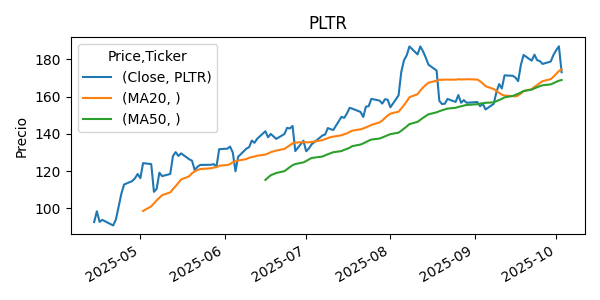 PLTR
Price,Ticker
(Close, PLTR)
(MA20, )
(MA50, )
Precio
180
160
140
120
100
2025-05
2025-06
2025-07
2025-08
2025-09
2025-10